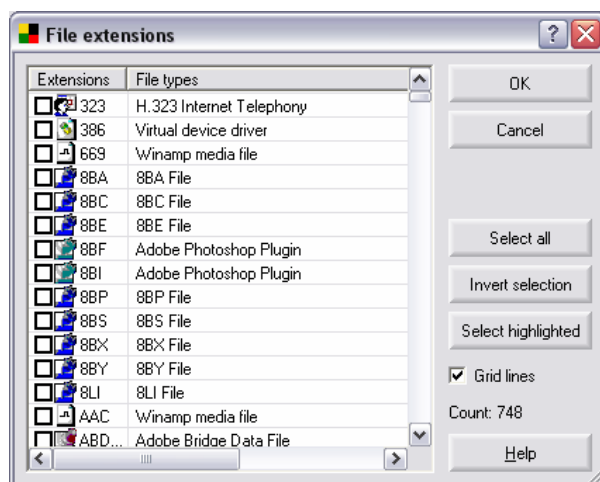 File extensions
Extensions File types
323 H.323 Internet Telephony
386 Virtual device driver
669 Winamp media file
8BA 8BA File
8BC 8BC File
8BE 8BE File
8BF Adobe Photoshop Plugin
8BI Adobe Photoshop Plugin
8BP 8BP File
8BS 8BS File
8BX 8BX File
8BY 8BY File
8LI 8LI File
AAC Winamp media file
ABD... Adobe Bridge Data File
OK
Cancel
Select all
Invert selection
Select highlighted
Grid lines
Count: 748
Help